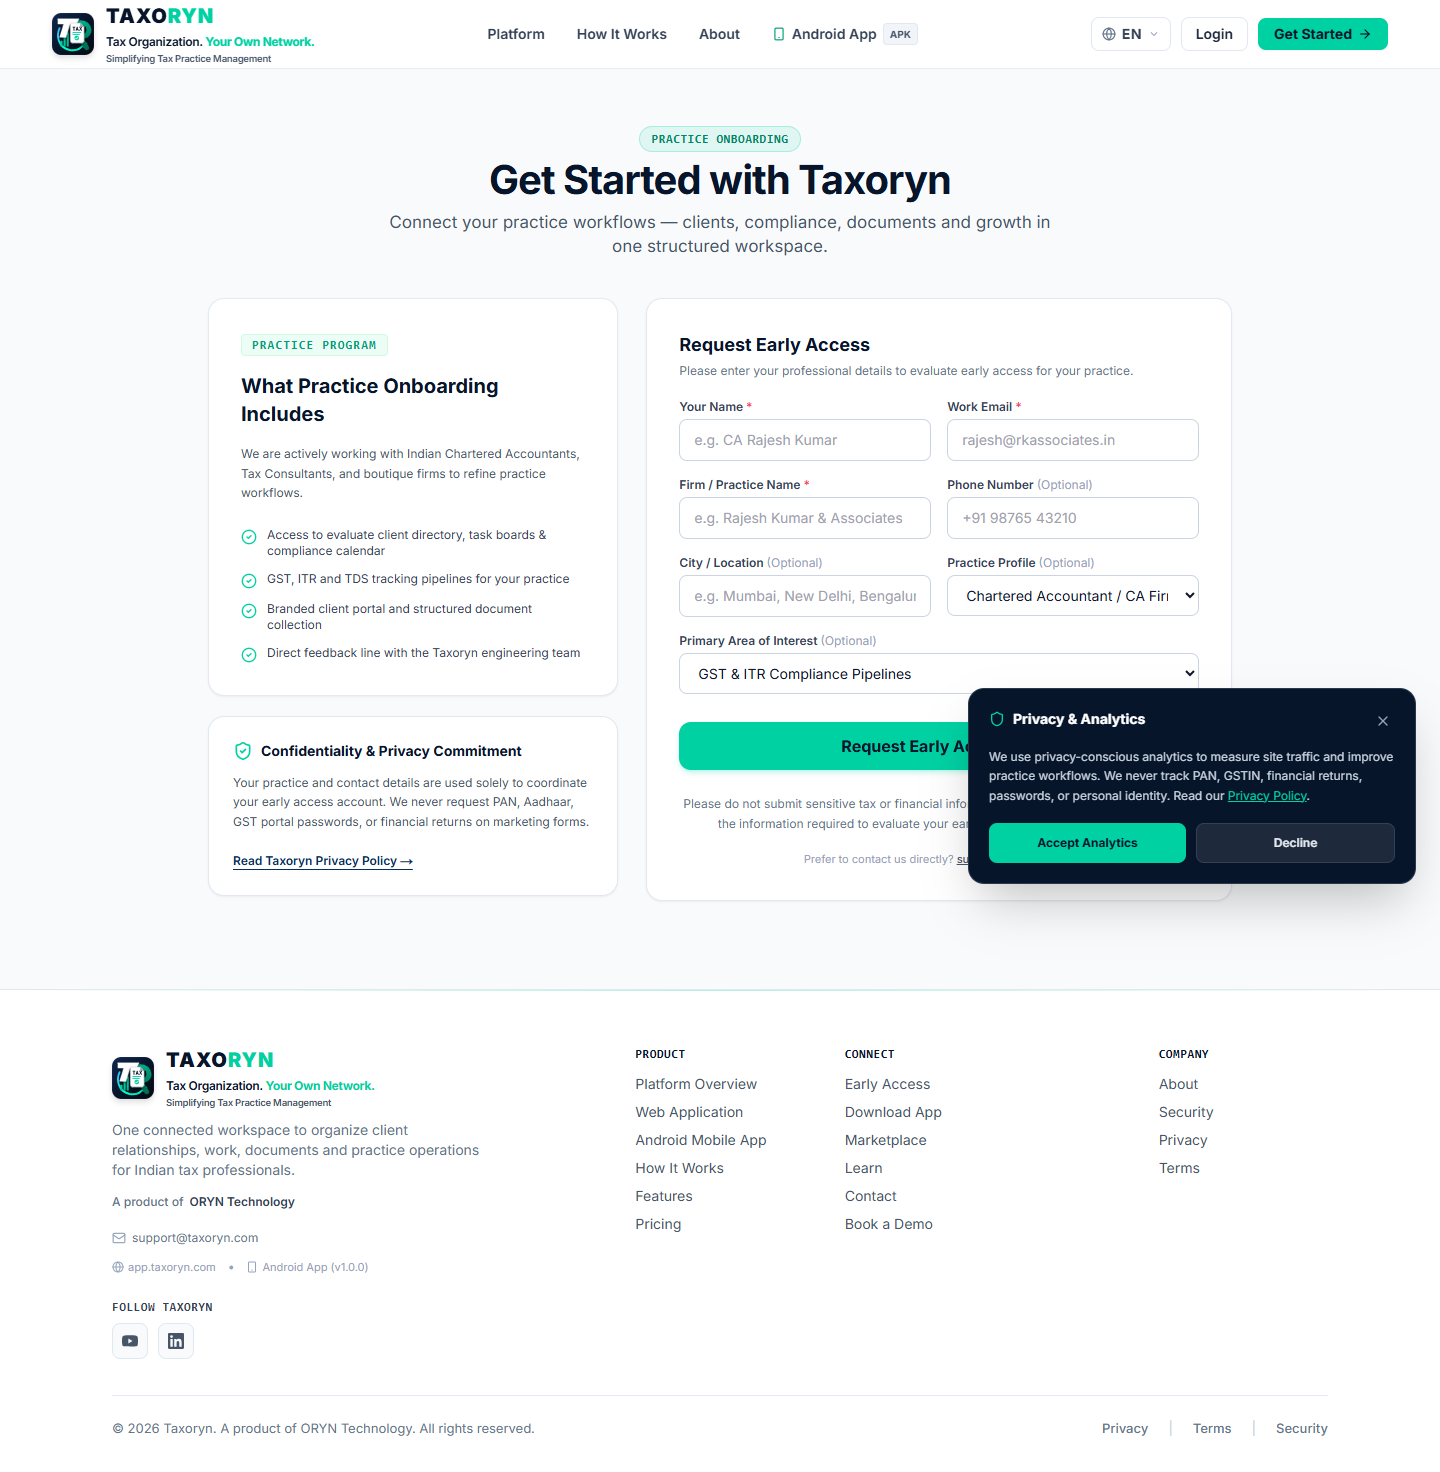 TAXORYN
Tax Organization. Your Own Network.
Simplifying Tax Practice Management
Platform
How It Works
About
Android App APK
EN
Login
Get Started →
PRACTICE ONBOARDING
Get Started with Taxoryn
Connect your practice workflows — clients, compliance, documents and growth in
one structured workspace.
PRACTICE PROGRAM
What Practice Onboarding
Includes
We are actively working with Indian Chartered Accountants,
Tax Consultants, and boutique firms to refine practice
workflows.
Access to evaluate client directory, task boards &
compliance calendar
GST, ITR and TDS tracking pipelines for your practice
Branded client portal and structured document
collection
Direct feedback line with the Taxoryn engineering team
Confidentiality & Privacy Commitment
Your practice and contact details are used solely to coordinate
your early access account. We never request PAN, Aadhaar,
GST portal passwords, or financial returns on marketing forms.
Read Taxoryn Privacy Policy →
Request Early Access
Please enter your professional details to evaluate early access for your practice.
Your Name *
Work Email *
e.g. CA Rajesh Kumar
rajesh@rkassociates.in
Firm / Practice Name *
Phone Number (Optional)
e.g. Rajesh Kumar & Associates
+91 98765 43210
City / Location (Optional)
Practice Profile (Optional)
e.g. Mumbai, New Delhi, Bengalur
Chartered Accountant / CA Fir
Primary Area of Interest (Optional)
GST & ITR Compliance Pipelines
Request Early
Please do not submit sensitive tax or financial
the information required to evaluate your
Prefer to contact us directly?
Privacy & Analytics
We use privacy-conscious analytics to measure site traffic and improve
practice workflows. We never track PAN, GSTIN, financial returns,
passwords, or personal identity. Read our Privacy Policy.
Accept Analytics
Decline
TAXORYN
Tax Organization. Your Own Network.
Simplifying Tax Practice Management
One connected workspace to organize client
relationships, work, documents and practice operations
for Indian tax professionals.
A product of ORYN Technology
support@taxoryn.com
app.taxoryn.com • Android App (v1.0.0)
FOLLOW TAXORYN
PRODUCT
Platform Overview
Web Application
Android Mobile App
How It Works
Features
Pricing
CONNECT
Early Access
Download App
Marketplace
Learn
Contact
Book a Demo
COMPANY
About
Security
Privacy
Terms
© 2026 Taxoryn. A product of ORYN Technology. All rights reserved.
Privacy | Terms | Security